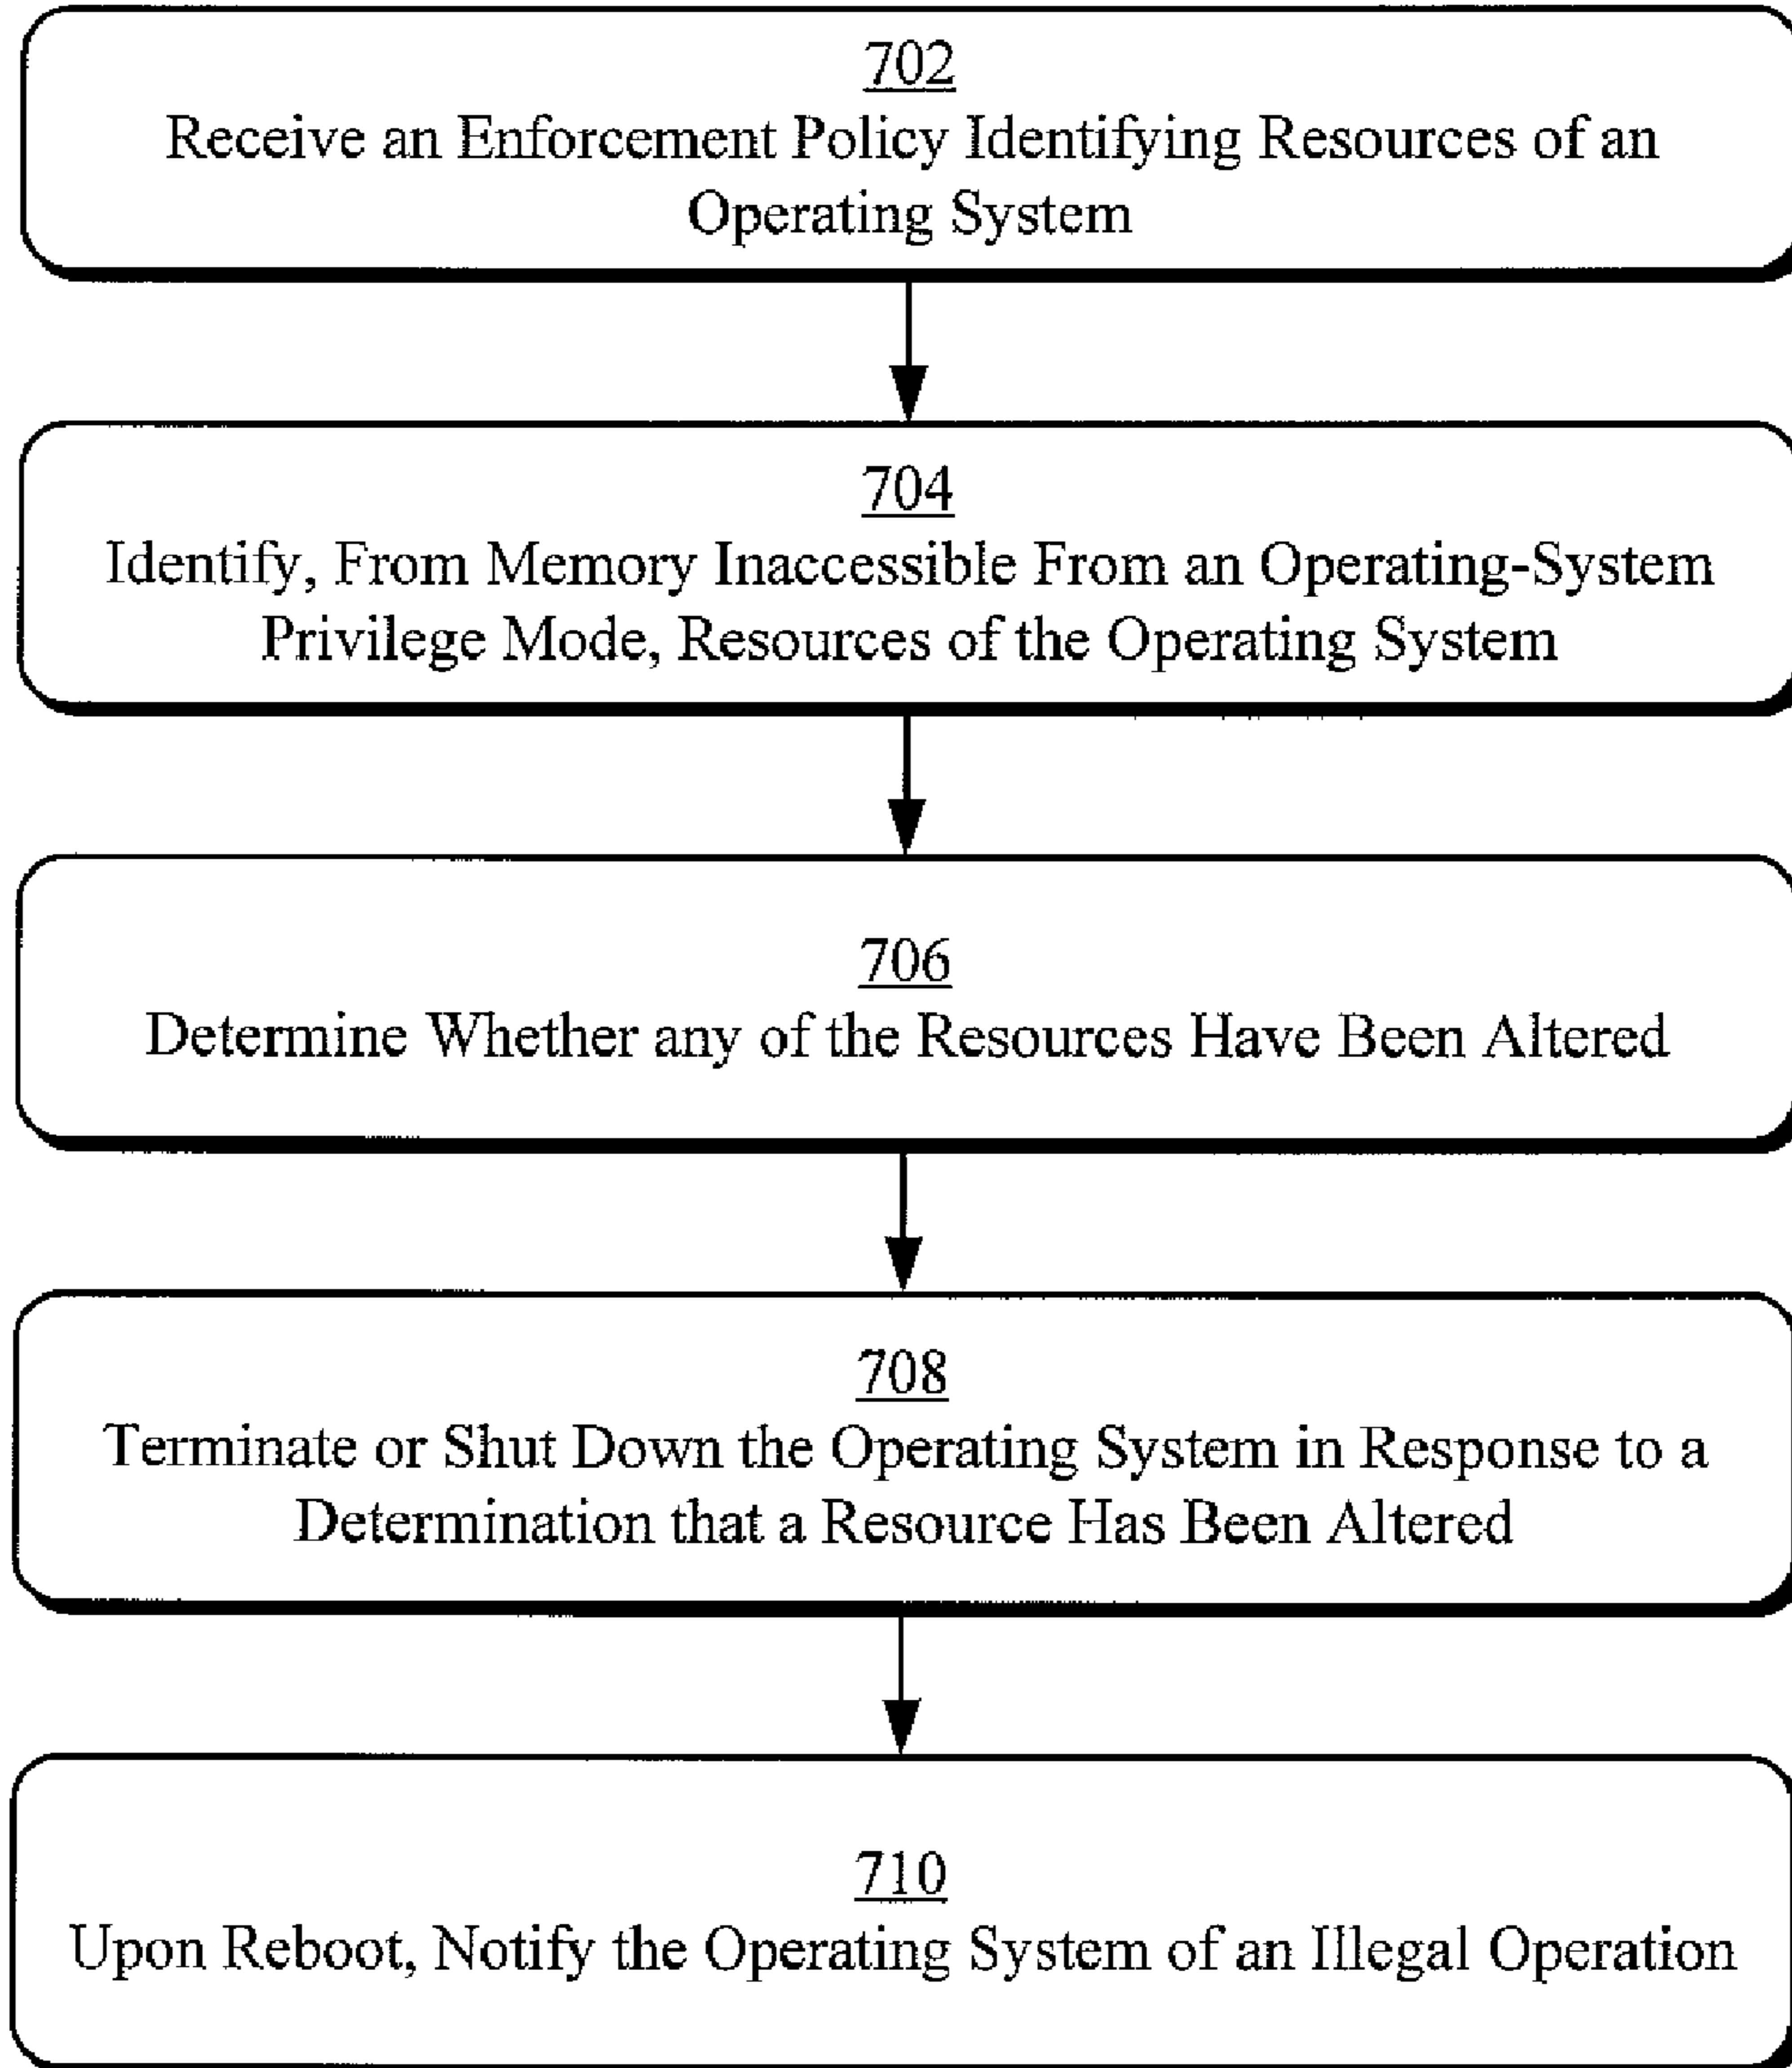 702
Receive an Enforcement Policy Identifying Resources of an
Operating System
704
Identify, From Memory Inaccessible From an Operating-System
Privilege Mode, Resources of the Operating System
706
Determine Whether any of the Resources Have Been Altered
708
Terminate or Shut Down the Operating System in Response to a
Determination that a Resource Has Been Altered
710
Upon Reboot, Notify the Operating System of an Illegal Operation